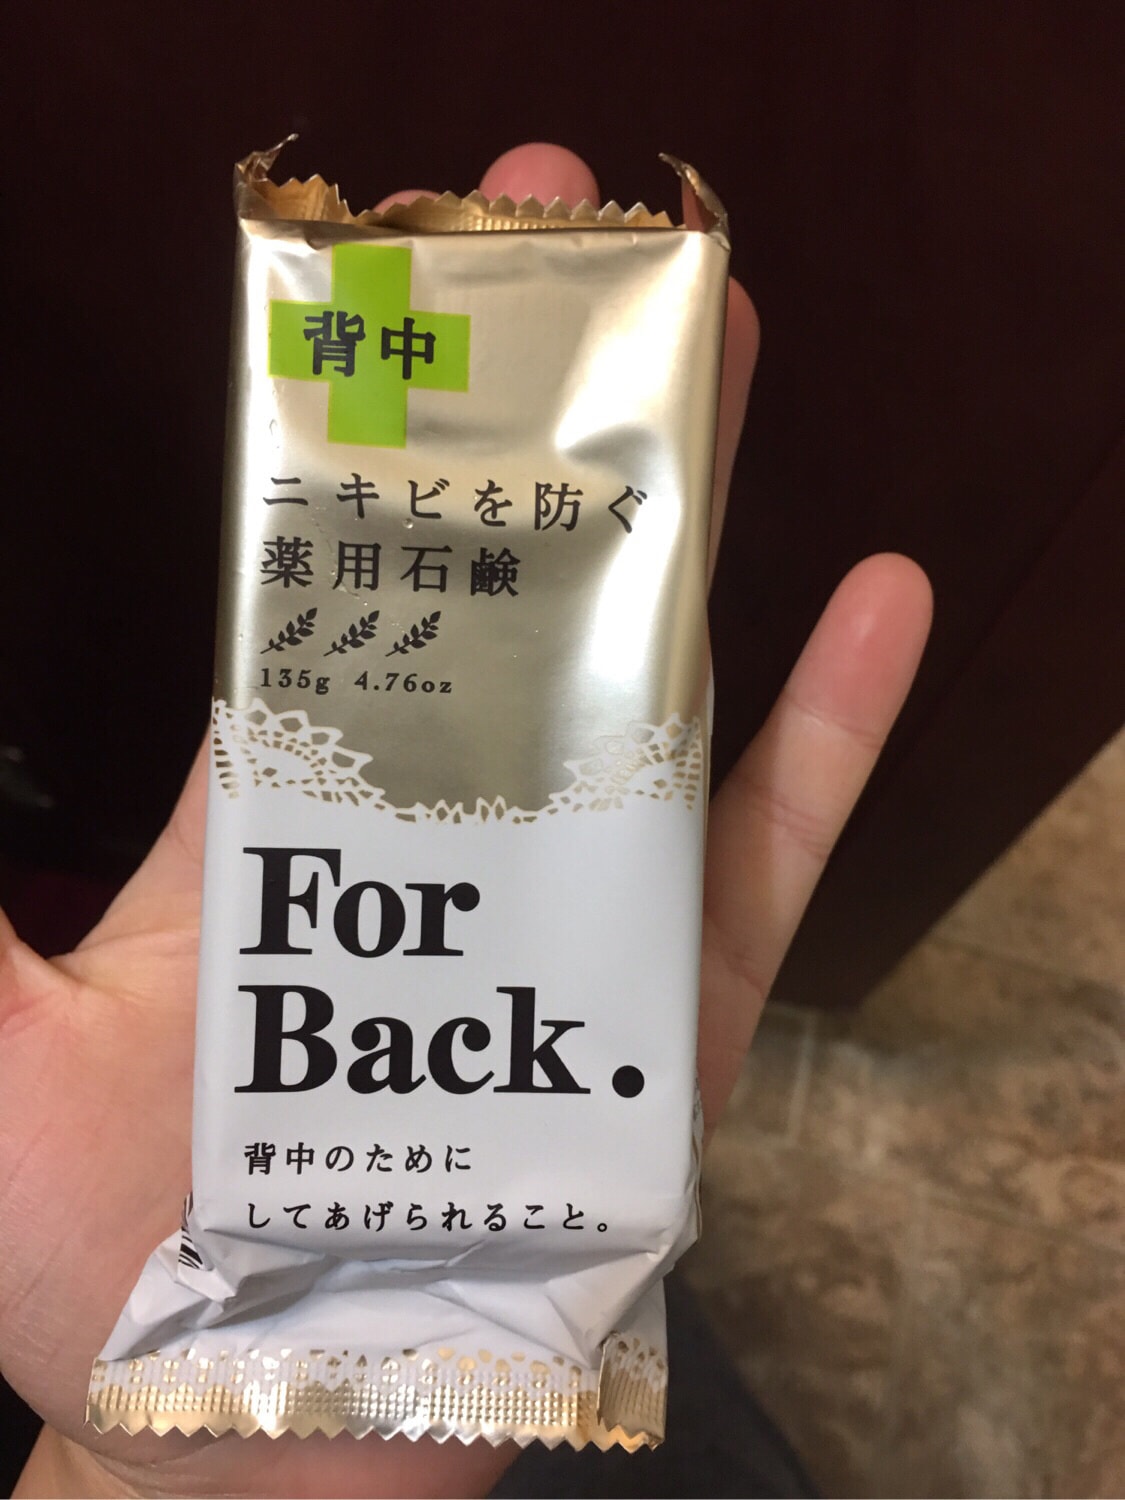 背中
ニキビを防ぐ
薬用石鹸
135g 4.76oz
For
Back.
背中のために
してあげられること。